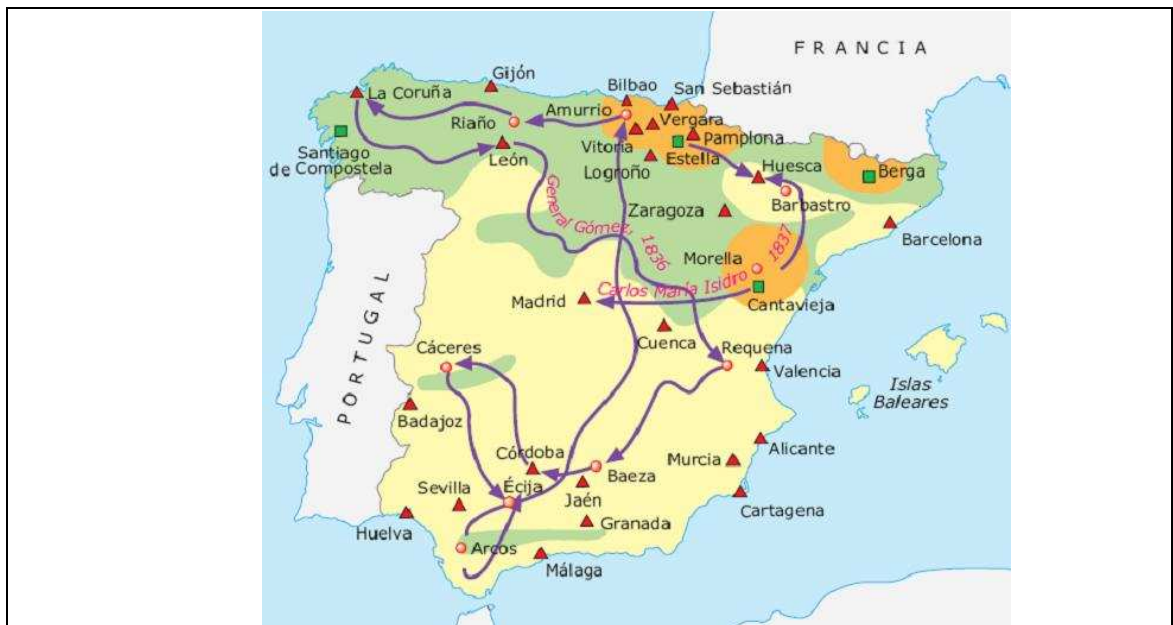 FRANCIA
Gijón
La Coruña
Bilbao
San Sebastián
Amurrio
Riaño
Vergara
Pamplona
Vitoria
León
Estella
Huesca
Santiago
de Compostela
Logroño
Berga
Barbastro
General Gómez, 1836
Zaragoza
Barcelona
Morella
1837
Carlos María Isidro
Madrid
Cantavieja
PORTUGAL
Cuenca
Requena
Cáceres
Valencia
Islas
Baleares
Badajoz
Alicante
Córdoba
Murcia
Baeza
Sevilla
Écija
Jaén
Cartagena
Granada
Huelva
Arcos
Málaga